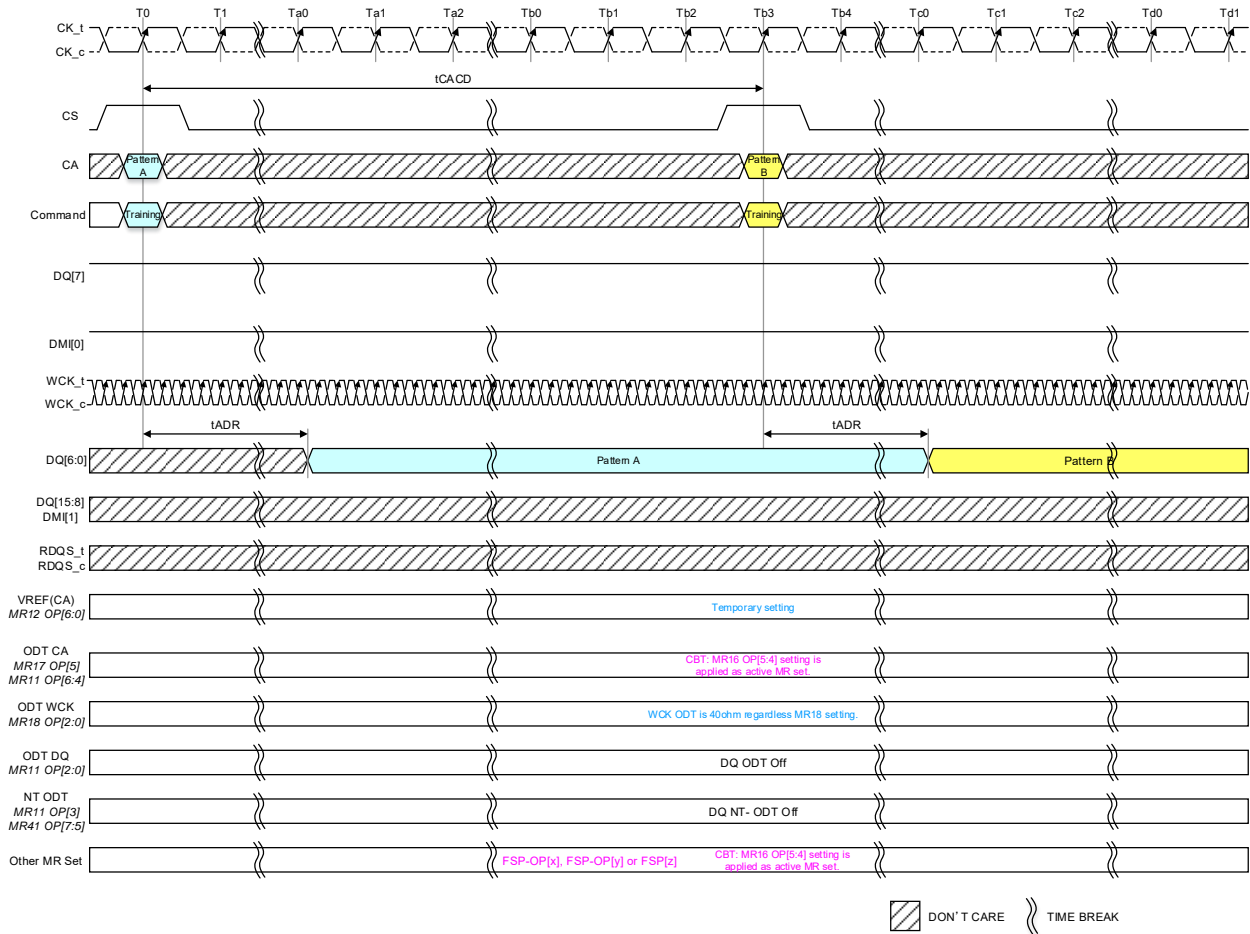 T0 T1 Ta0 Ta1 Ta2 Tb0 Tb1 Tb2 Tb3 Tb4 Tc0 Tc1 Tc2 Td0 Td1
CK_t
CK_c
tCACD
CS
CA
Pattern
A
Pattern
B
Command
Training
Training
DQ[7]
DMI[0]
WCK_t
WCK_c
tADR
tADR
DQ[6:0]
Pattern A
Pattern B
DQ[15:8]
DMI[1]
RDQS_t
RDQS_c
VREF(CA)
MR12 OP[6:0]
Temporary setting
ODT CA
MR17 OP[5]
MR11 OP[6:4]
CBT: MR16 OP[5:4] setting is
applied as active MR set.
ODT WCK
MR18 OP[2:0]
WCK ODT is 40ohm regardless MR18 setting.
ODT DQ
MR11 OP[2:0]
DQ ODT Off
NT ODT
MR11 OP[3]
MR41 OP[7:5]
DQ NT- ODT Off
Other MR Set
FSP-OP[x], FSP-OP[y] or FSP[z]
CBT: MR16 OP[5:4] setting is
applied as active MR set.
DON'T CARE
TIME BREAK